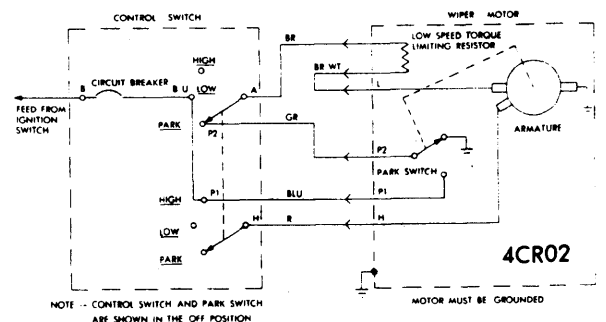 CONTROL SWITCH
WIPER MOTOR
BR
LOW SPEED TORQUE
LIMITING RESISTOR
HIGH
CIRCUIT BREAKER
BR WT
B
B U
LOW
A
L
FEED FROM
IGNITION
SWITCH
PARK
P2
GR
ARMATURE
P2
PARK SWITCH
HIGH
P1
BLU
P1
LOW
H
R
H
PARK
4CR02
NOTE -- CONTROL SWITCH AND PARK SWITCH
ARE SHOWN IN THE OFF POSITION
MOTOR MUST BE GROUNDED